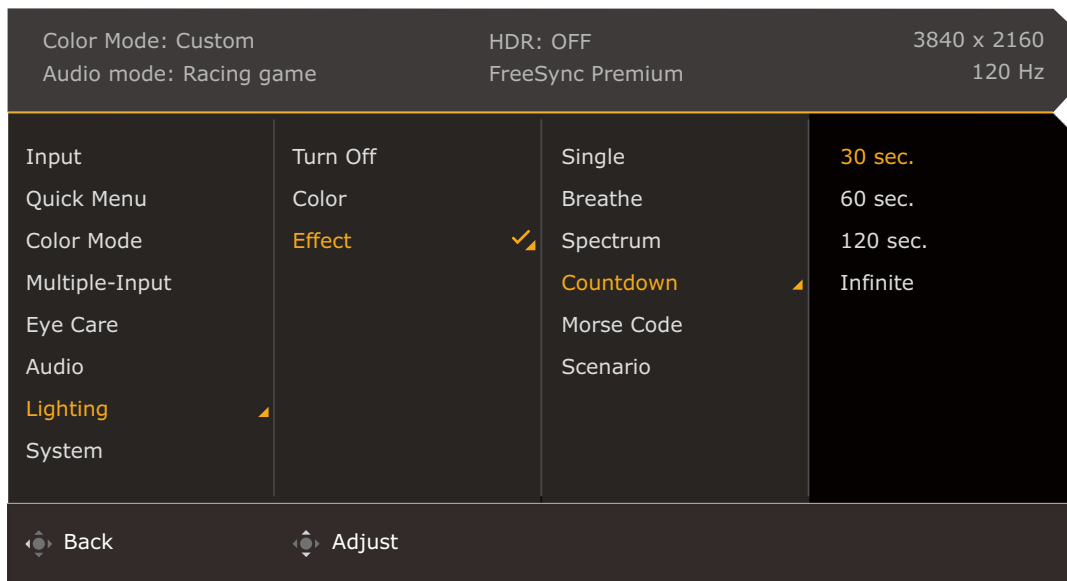 Color Mode: Custom
HDR: OFF
3840 x 2160
Audio mode: Racing game
FreeSync Premium
120 Hz
Input
Quick Menu
Color Mode
Multiple-Input
Eye Care
Audio
Lighting
System
Turn Off
Color
Effect
Single
Breathe
Spectrum
Countdown
Morse Code
Scenario
30 sec.
60 sec.
120 sec.
Infinite
Back
Adjust